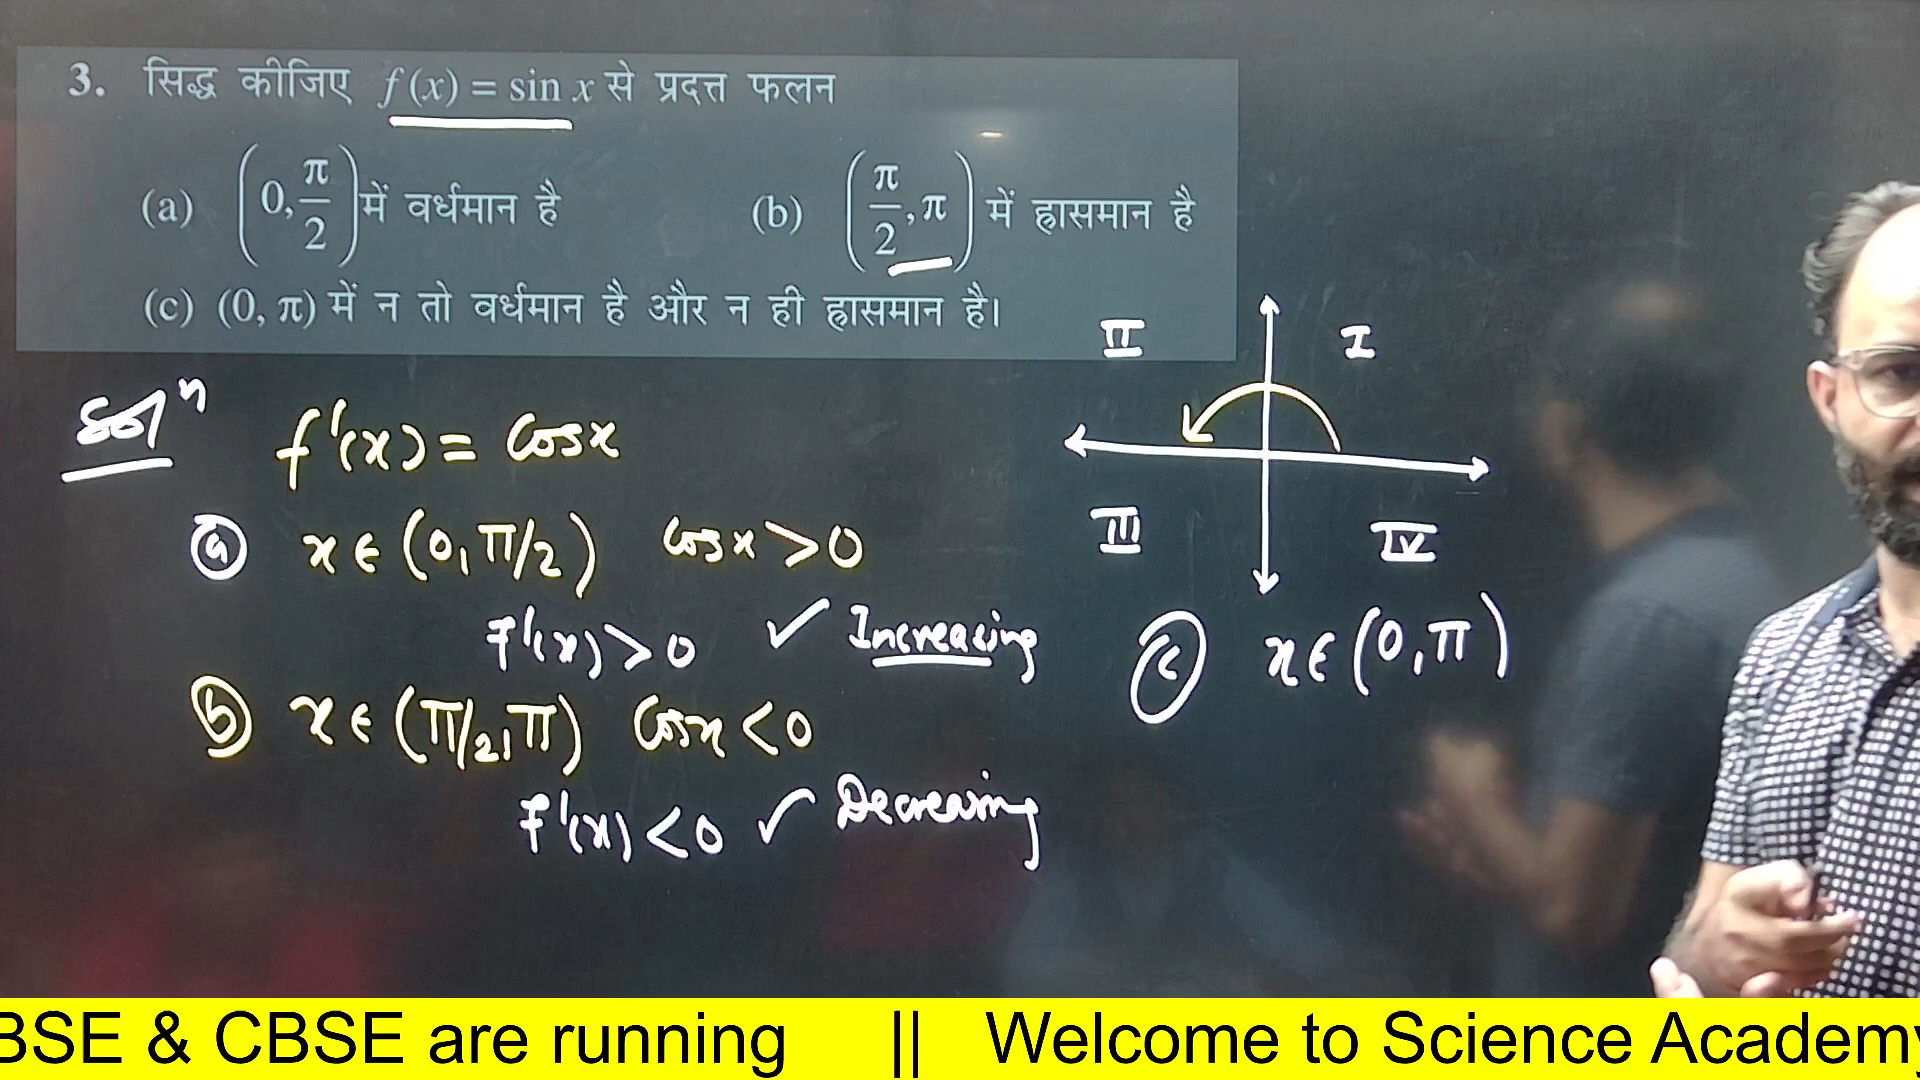 3. सिद्ध कीजिए f(x) = sin x से प्रदत्त फलन
(a) (0, π/2) में वर्धमान है (b) (π/2, π) में ह्रासमान है
(c) (0, π) में न तो वर्धमान है और न ही ह्रासमान है।
II I
Solⁿ f'(x) = cosx
III IV
(a) x ∈ (0, π/2) cosx > 0
f'(x) > 0 ✓ Increasing
(c) x ∈ (0, π)
(b) x ∈ (π/2, π) cosx < 0
f'(x) < 0 ✓ Decreasing
BSE & CBSE are running || Welcome to Science Academy